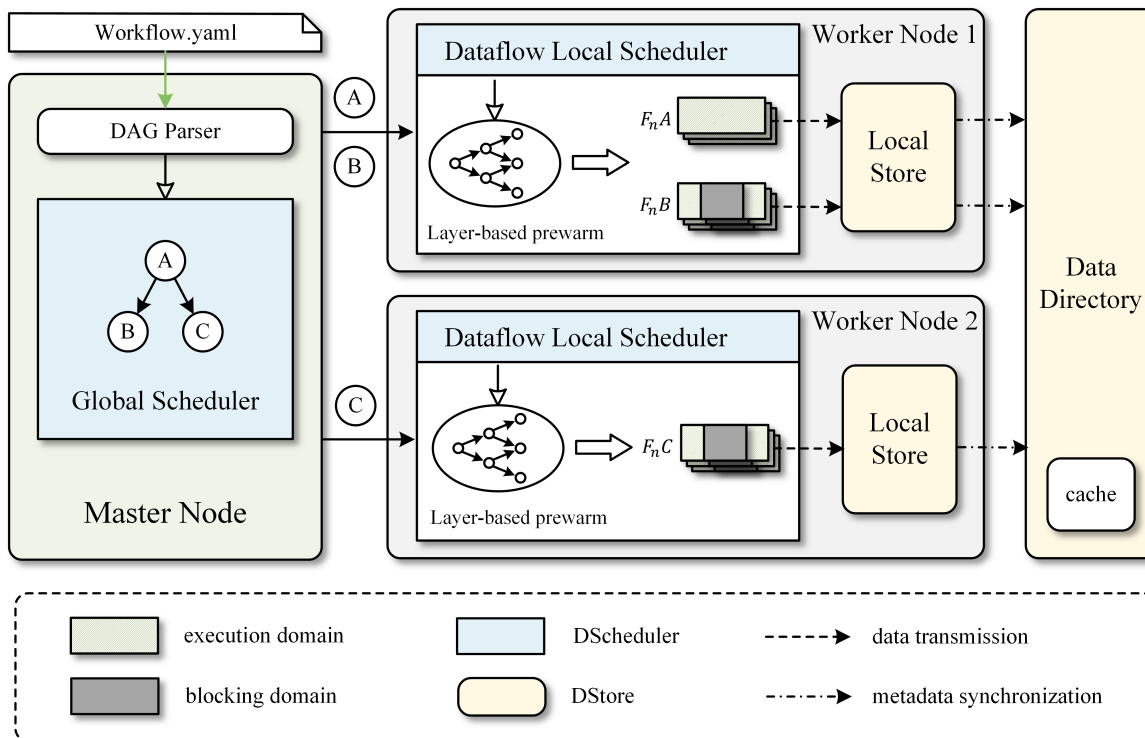 Workflow.yaml
DAG Parser
A
B
C
Global Scheduler
Master Node
A
B
C
Dataflow Local Scheduler
Worker Node 1
Layer-based prewarm
FnA
FnB
Local
Store
Dataflow Local Scheduler
Worker Node 2
Layer-based prewarm
FnC
Local
Store
Data
Directory
cache
execution domain
DScheduler
data transmission
blocking domain
DStore
metadata synchronization